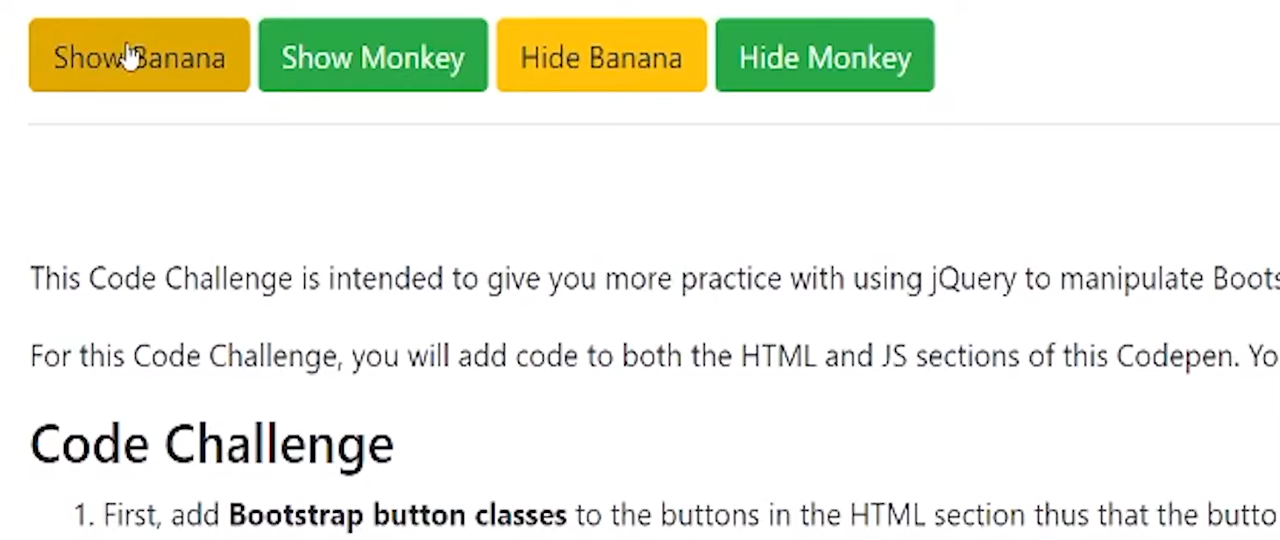 Show Banana Show Monkey Hide Banana Hide Monkey
This Code Challenge is intended to give you more practice with using jQuery to manipulate
For this Code Challenge, you will add code to both the HTML and JS sections of this Codepen.
Code Challenge
1. First, add Bootstrap button classes to the buttons in the HTML section thus that the